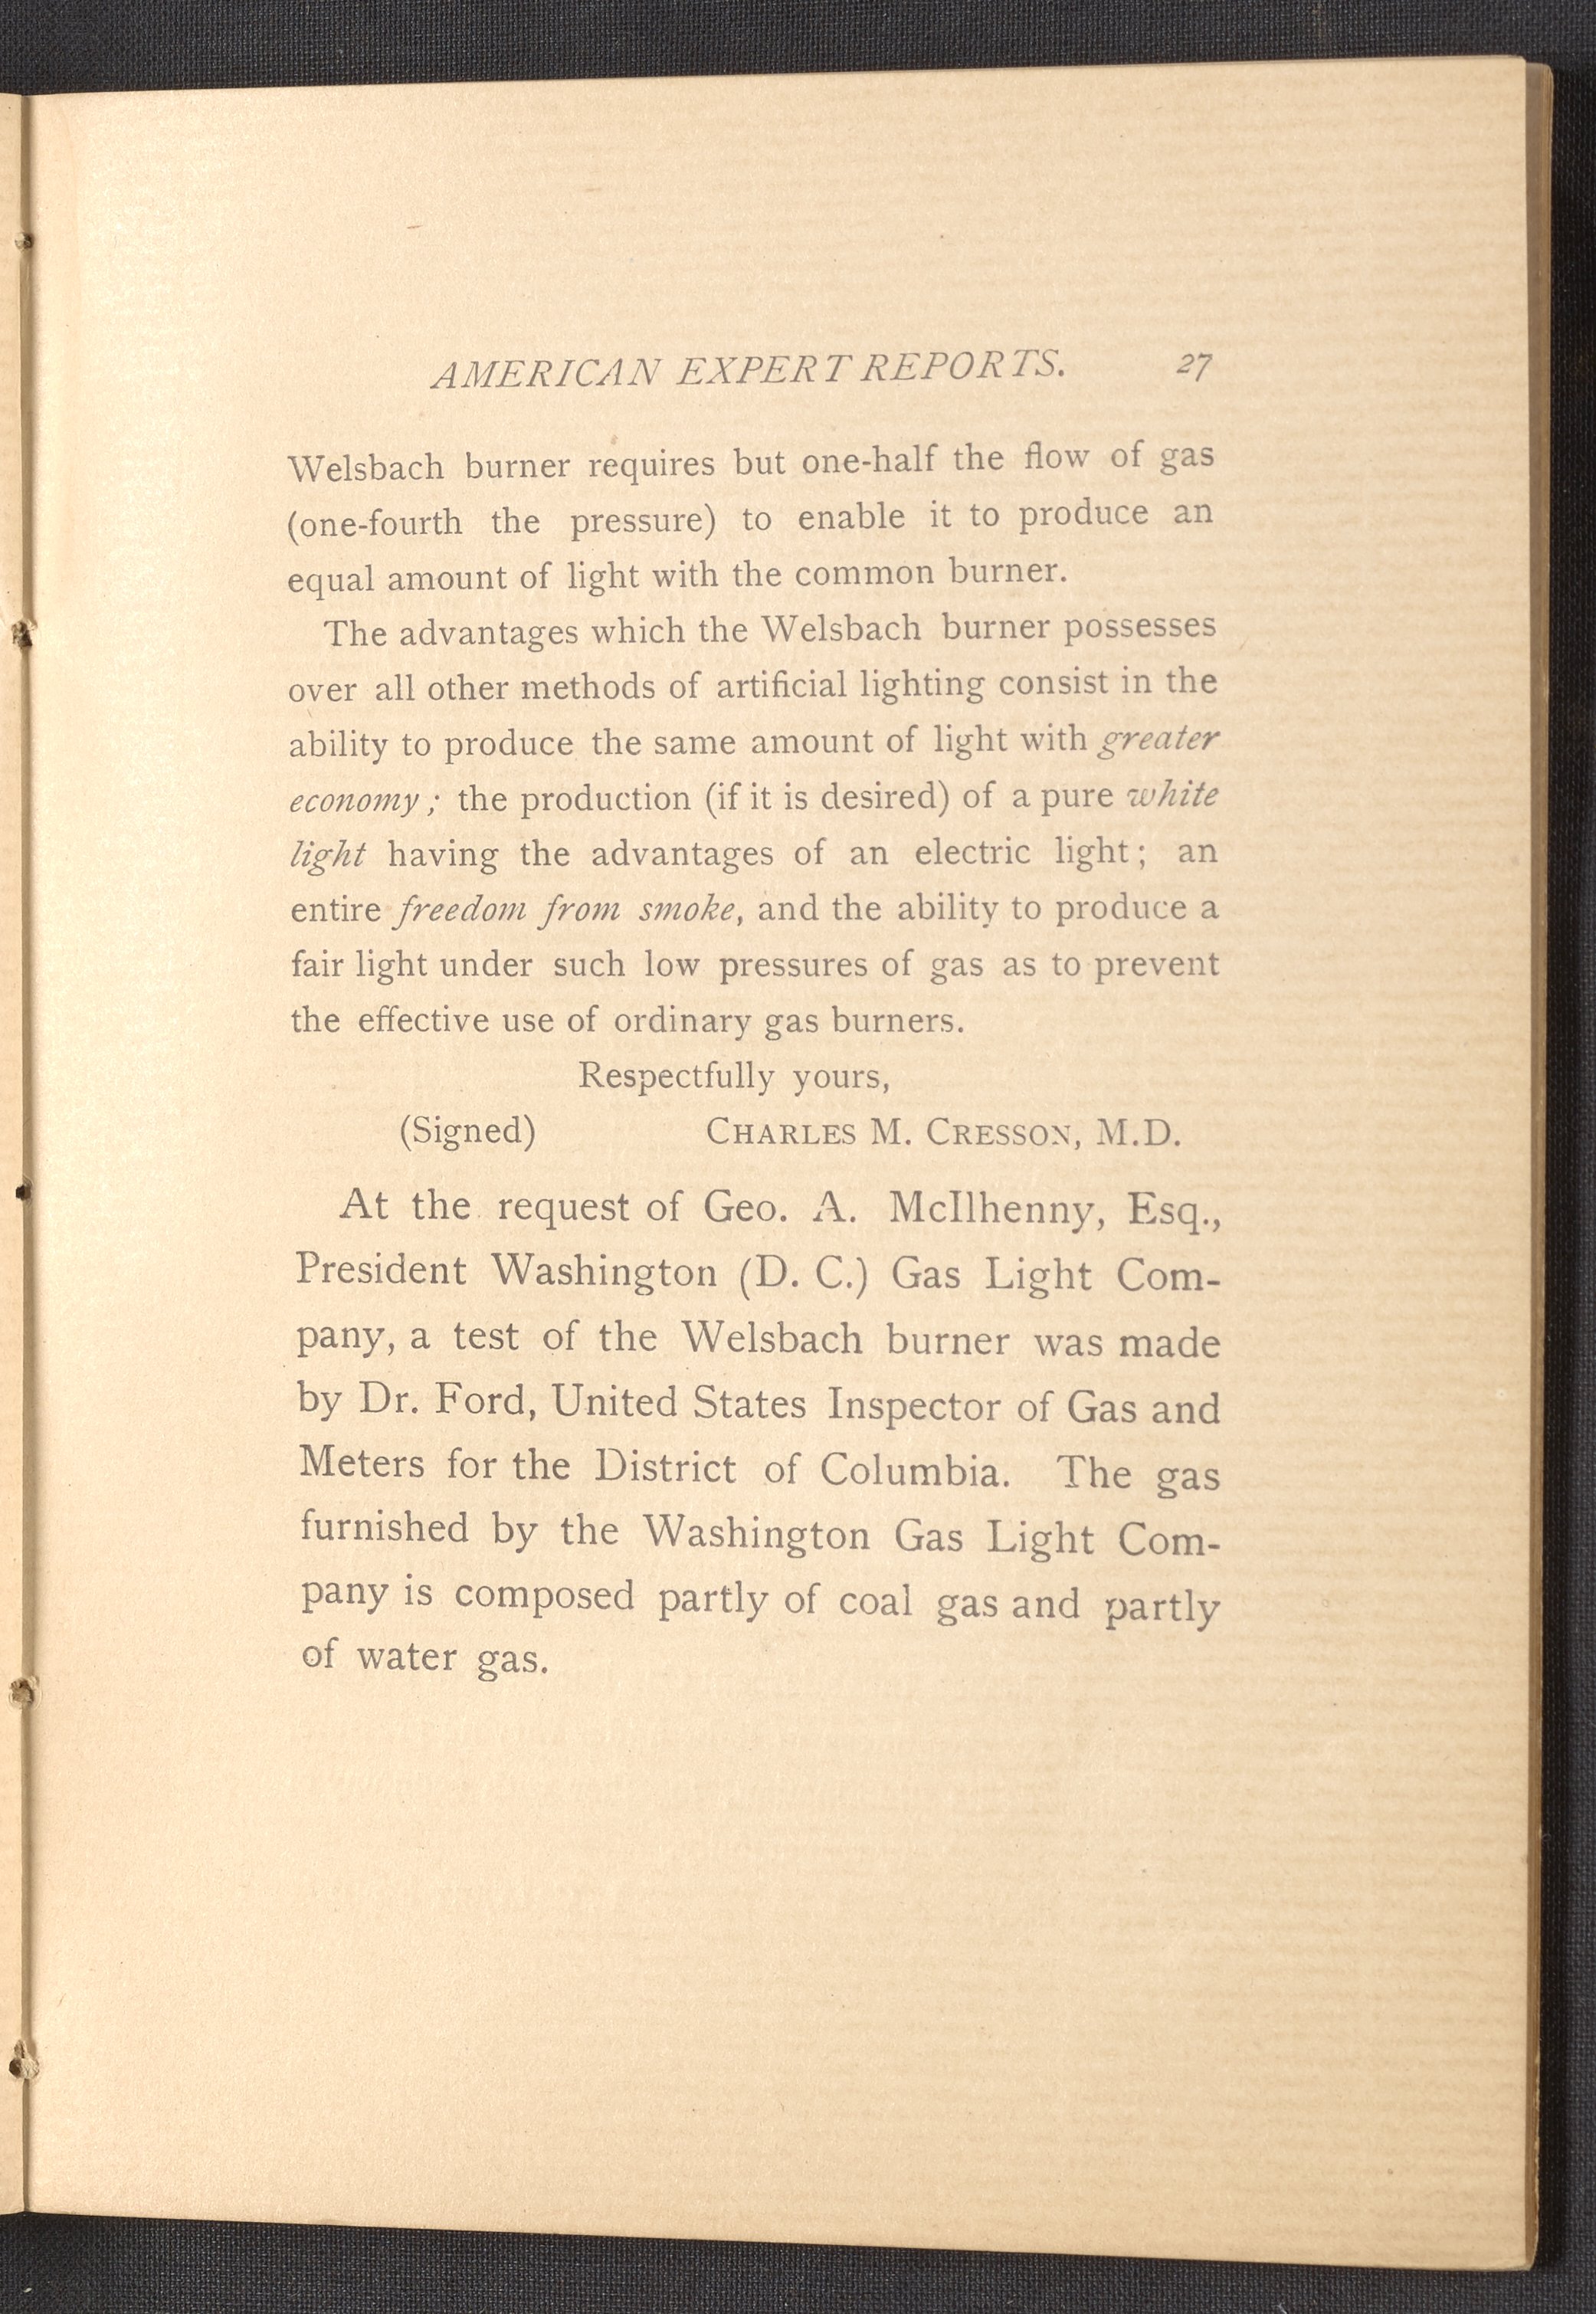 AMERICAN EXPERT REPORTS. 27
Welsbach burner requires but one-half the flow of gas
(one-fourth the pressure) to enable it to produce an
equal amount of light with the common burner.
The advantages which the Welsbach burner possesses
over all other methods of artificial lighting consist in the
ability to produce the same amount of light with greater
economy; the production (if it is desired) of a pure white
light having the advantages of an electric light; an
entire freedom from smoke, and the ability to produce a
fair light under such low pressures of gas as to prevent
the effective use of ordinary gas burners.
Respectfully yours,
(Signed) CHARLES M. CRESSON, M.D.
At the request of Geo. A. McIlhenny, Esq.,
President Washington (D. C.) Gas Light Com-
pany, a test of the Welsbach burner was made
by Dr. Ford, United States Inspector of Gas and
Meters for the District of Columbia. The gas
furnished by the Washington Gas Light Com-
pany is composed partly of coal gas and partly
of water gas.